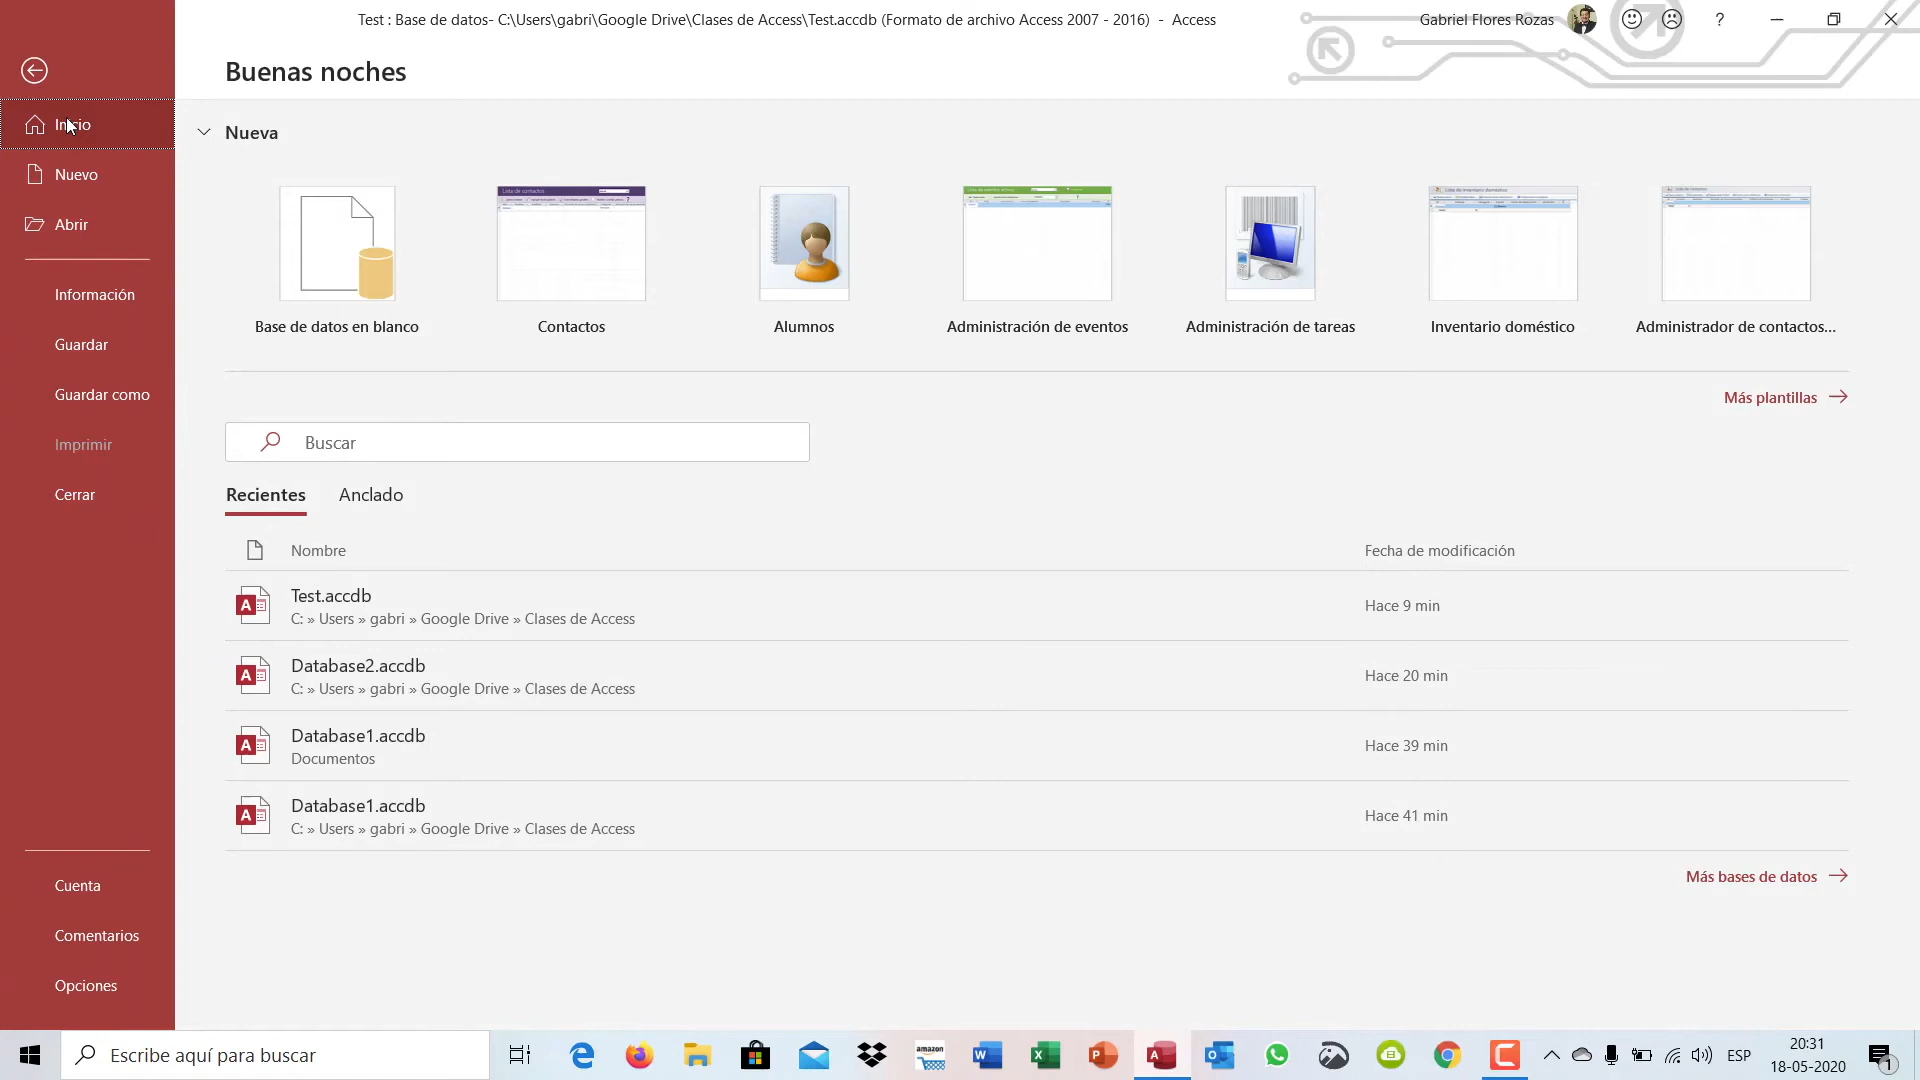 Test : Base de datos- C:\Users\gabri\Google Drive\Clases de Access\Test.accdb (Formato de archivo Access 2007 - 2016)  -  Access
Gabriel Flores Rozas
?
Buenas noches
Inicio
Nuevo
Abrir
Información
Guardar
Guardar como
Imprimir
Cerrar
Cuenta
Comentarios
Opciones
Nueva
Base de datos en blanco
Contactos
Alumnos
Administración de eventos
Administración de tareas
Inventario doméstico
Administrador de contactos...
Más plantillas
Buscar
Recientes
Anclado
Nombre
Fecha de modificación
Test.accdb
C: » Users » gabri » Google Drive » Clases de Access
Hace 9 min
Database2.accdb
C: » Users » gabri » Google Drive » Clases de Access
Hace 20 min
Database1.accdb
Documentos
Hace 39 min
Database1.accdb
C: » Users » gabri » Google Drive » Clases de Access
Hace 41 min
Más bases de datos
Escribe aquí para buscar
amazon
ESP
20:31
18-05-2020
1